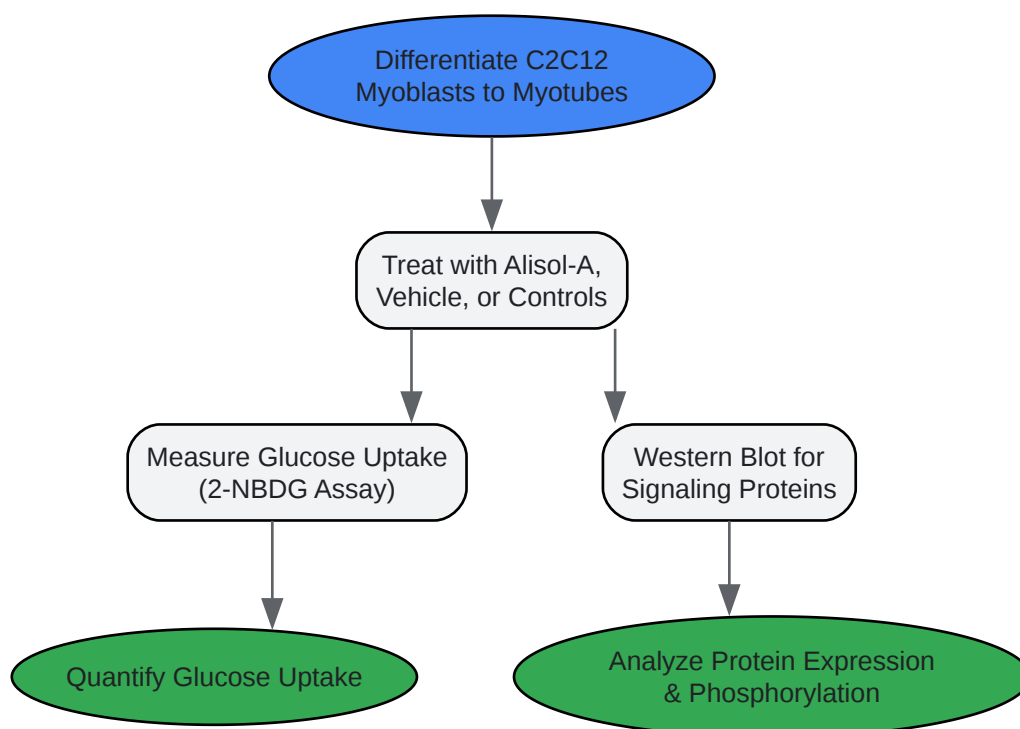 Differentiate C2C12
Myoblasts to Myotubes
Treat with Alisol-A,
Vehicle, or Controls
Measure Glucose Uptake
(2-NBDG Assay)
Western Blot for
Signaling Proteins
Quantify Glucose Uptake
Analyze Protein Expression
& Phosphorylation